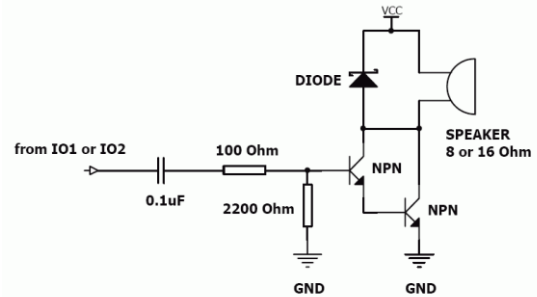 VCC
DIODE
SPEAKER
8 or 16 Ohm
from IO1 or IO2
100 Ohm
NPN
0.1uF
2200 Ohm
NPN
GND
GND